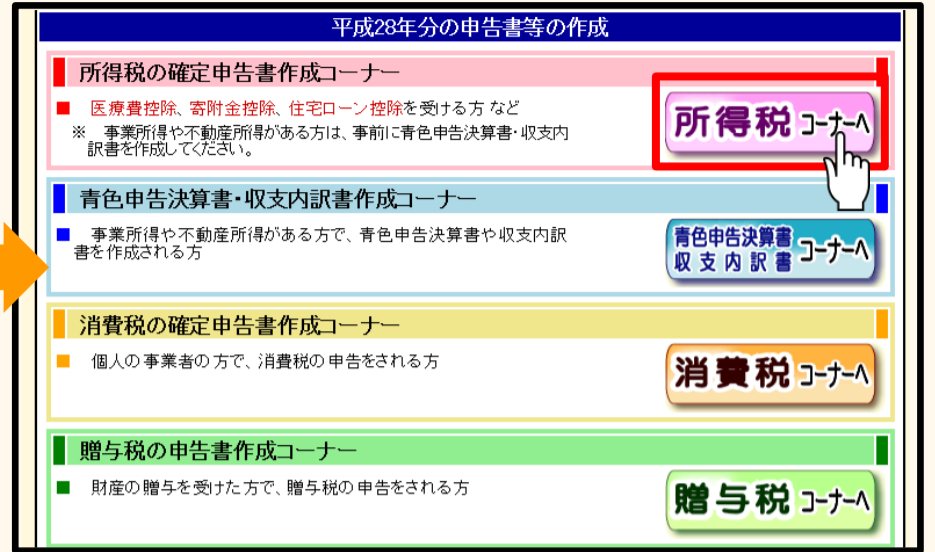 平成28年分の申告書等の作成
所得税の確定申告書作成コーナー
■ 医療費控除、寄附金控除、住宅ローン控除を受ける方 など
※ 事業所得や不動産所得がある方は、事前に青色申告決算書・収支内
訳書を作成してください。
所得税 コーナーへ
青色申告決算書・収支内訳書作成コーナー
■ 事業所得や不動産所得がある方で、青色申告決算書や収支内訳
書を作成される方
青色申告決算書
収支内訳書 コーナーへ
消費税の確定申告書作成コーナー
■ 個人の事業者の方で、消費税の申告をされる方
消費税 コーナーへ
贈与税の申告書作成コーナー
■ 財産の贈与を受けた方で、贈与税の申告をされる方
贈与税 コーナーへ